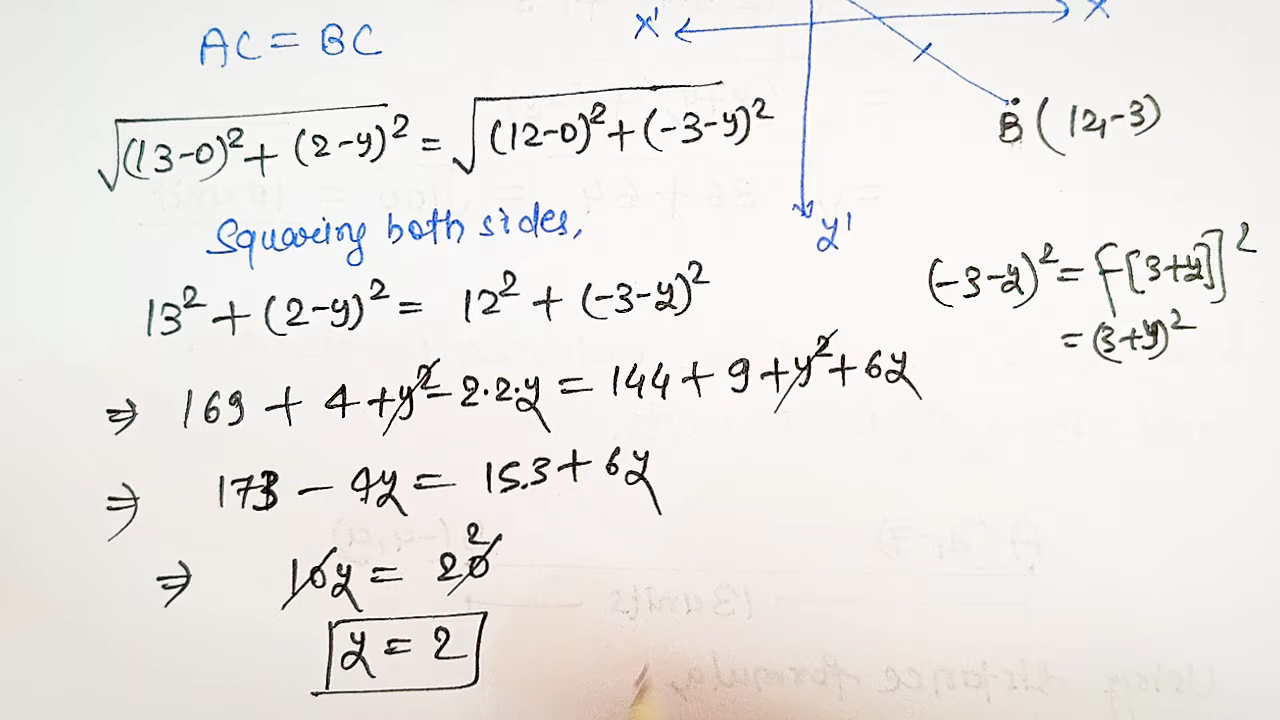 AC = BC
X' X
√(13-0)² + (2-y)² = √(12-0)² + (-3-y)²
B (12,-3)
Squaring both sides,
y'
13² + (2-y)² = 12² + (-3-y)²
(-3-y)² = {-[3+y]}²
= (3+y)²
⇒ 169 + 4 + y² - 2·2·y = 144 + 9 + y² + 6y
⇒ 173 - 4y = 153 + 6y
⇒ 10y = 20 2
y = 2